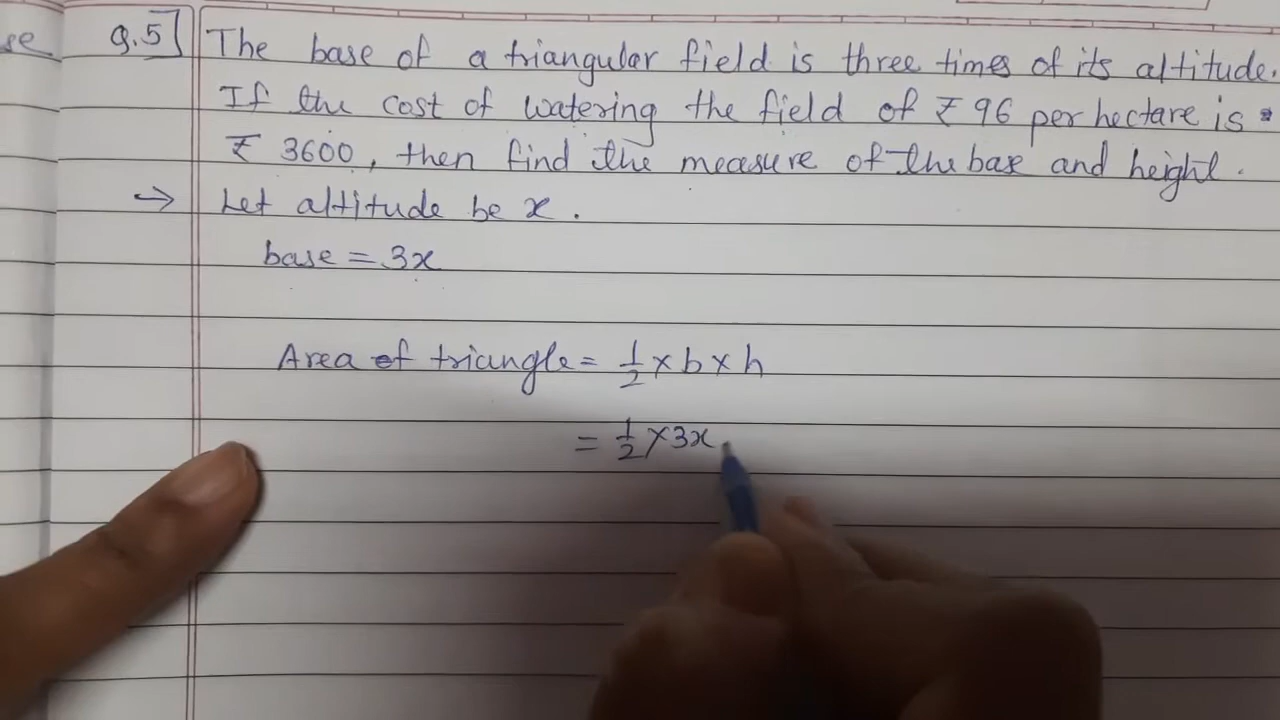 se Q.5] The base of a triangular field is three times of its altitude.
If the cost of watering the field of ₹ 96 per hectare is
₹ 3600, then find the measure of the base and height.
→ Let altitude be x.
base = 3x
Area of triangle = 1/2 × b × h
= 1/2 × 3x